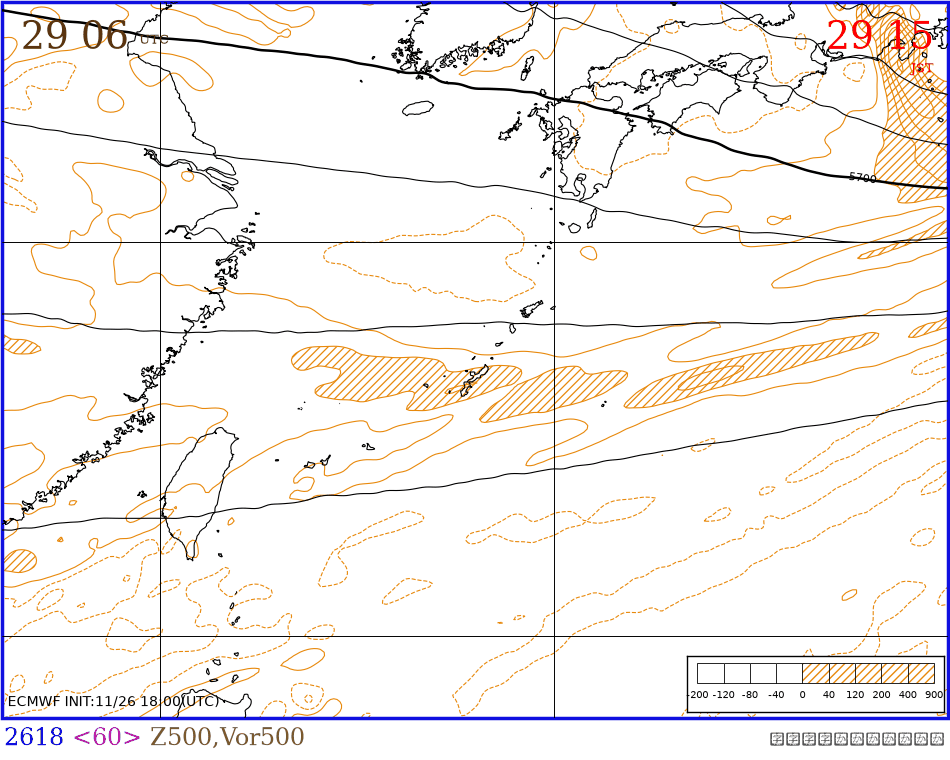 29 06 UTC
29 15 JST
5700
-200 -120 -80 -40 0 40 120 200 400 900
ECMWF INIT:11/26 18:00(UTC)
2618 <60> Z500,Vor500